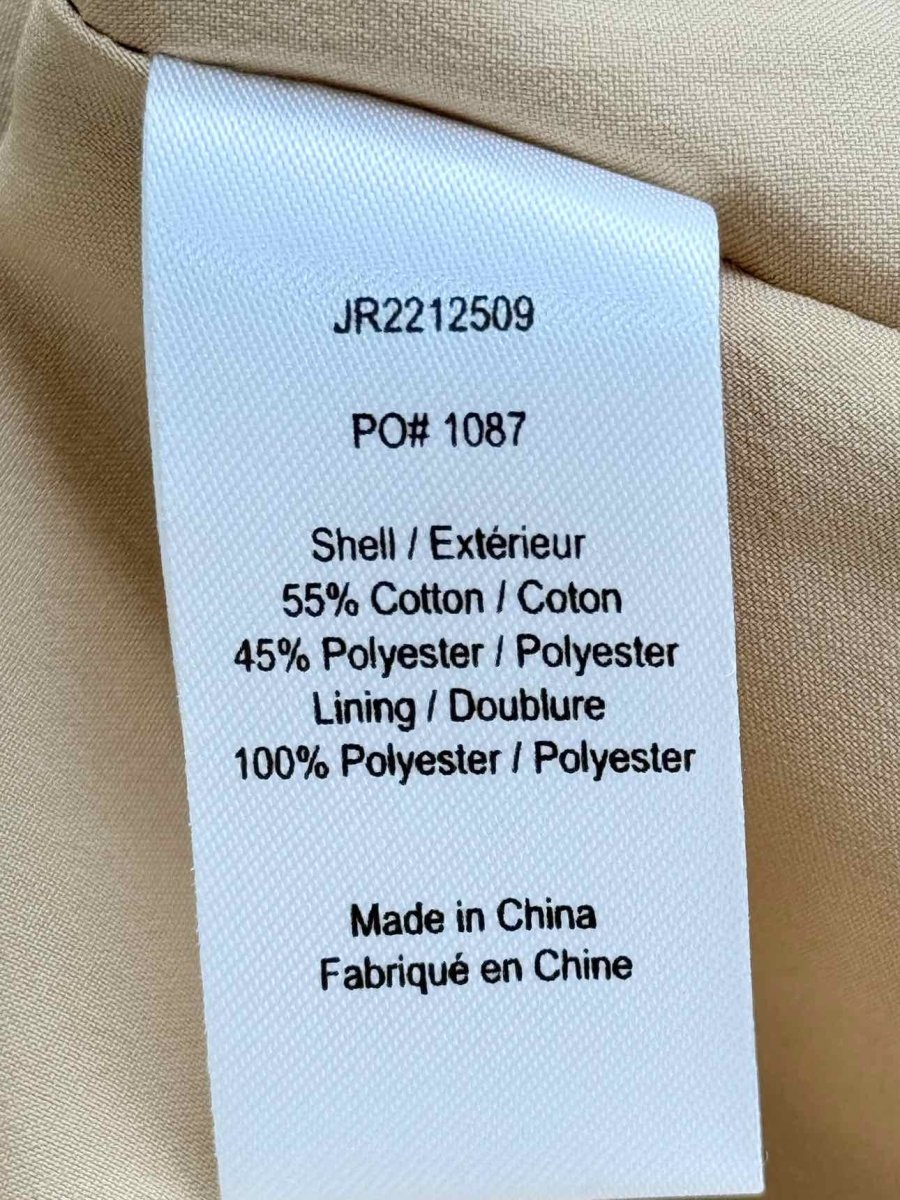 JR2212509
PO# 1087
Shell / Extérieur
55% Cotton / Coton
45% Polyester / Polyester
Lining / Doublure
100% Polyester / Polyester
Made in China
Fabriqué en Chine